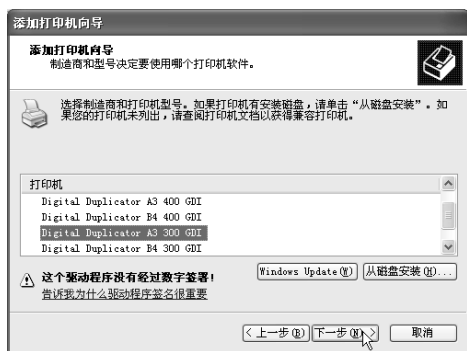 添加打印机向导
添加打印机向导
制造商和型号决定要使用哪个打印机软件。
选择制造商和打印机型号。如果打印机有安装磁盘，请单击“从磁盘安装”。如
果您的打印机未列出，请查阅打印机文档以获得兼容打印机。
打印机
Digital Duplicator A3 400 GDI
Digital Duplicator B4 400 GDI
Digital Duplicator A3 300 GDI
Digital Duplicator B4 300 GDI
这个驱动程序没有经过数字签署！
告诉我为什么驱动程序签名很重要
Windows Update(W) 从磁盘安装(H)...
< 上一步(B) 下一步(N) > 取消